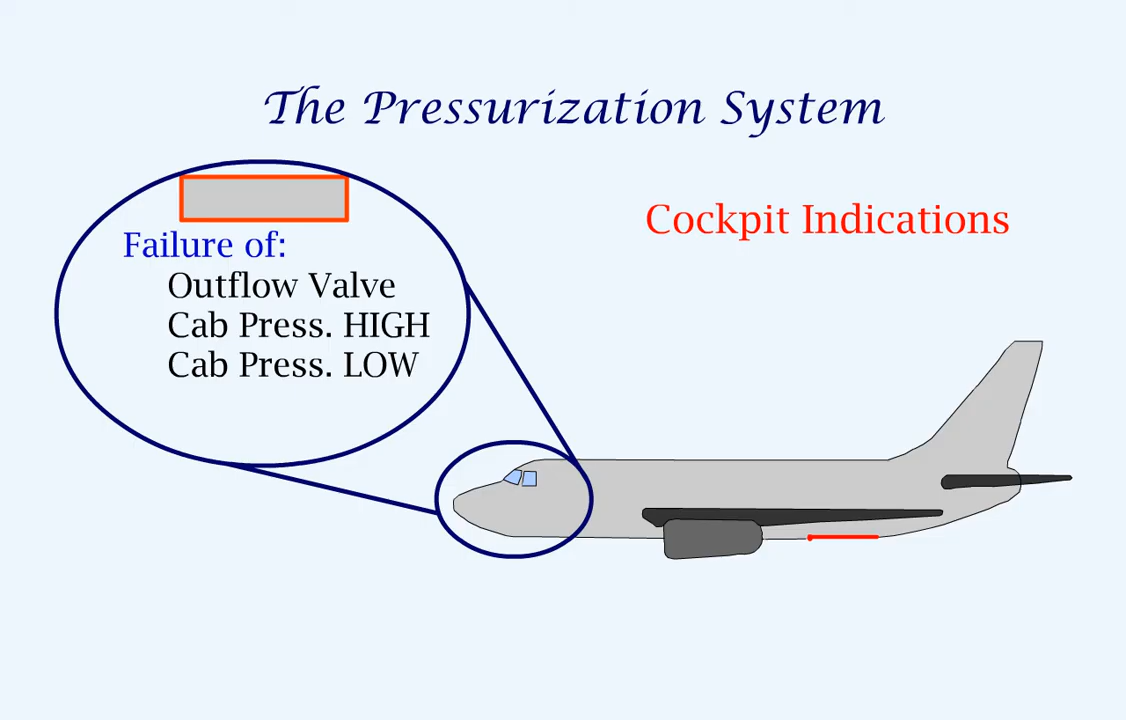 The Pressurization System
Cockpit Indications
Failure of:
Outflow Valve
Cab Press. HIGH
Cab Press. LOW